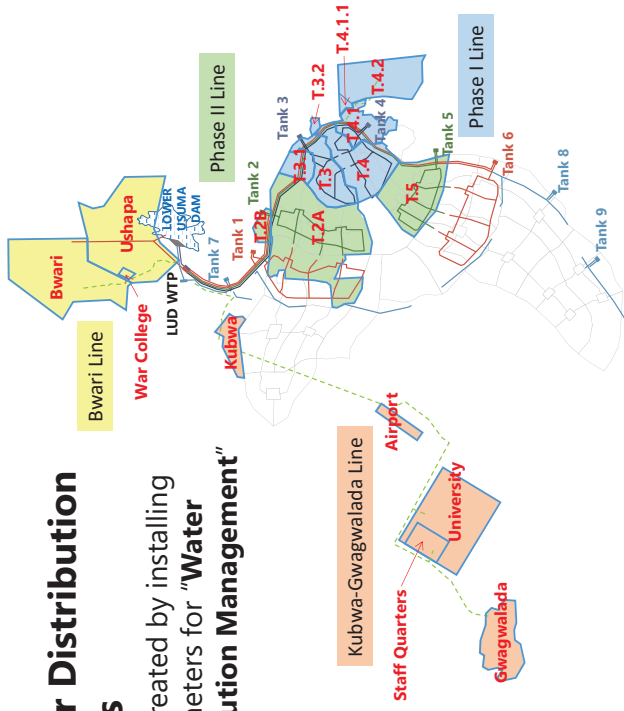 r Distribution
s
reated by installing
eters for "Water
ution Management"
Bwari Line
Phase II Line
Kubwa-Gwagwalada Line
Phase I Line
Bwari
Ushapa
War College
LOWER
USUMA
DAM
LUD WTP
Tank 7
Tank 1
Tank 2
Tank 3
T.3.2
T.4.1.1
T.2B
T.2A
T.3.1
T.3
T.4.1
T.4.2
T.4
Tank 4
T.5
Tank 5
Tank 6
Tank 8
Tank 9
Kubwa
Airport
University
Staff Quarters
Gwagwalada